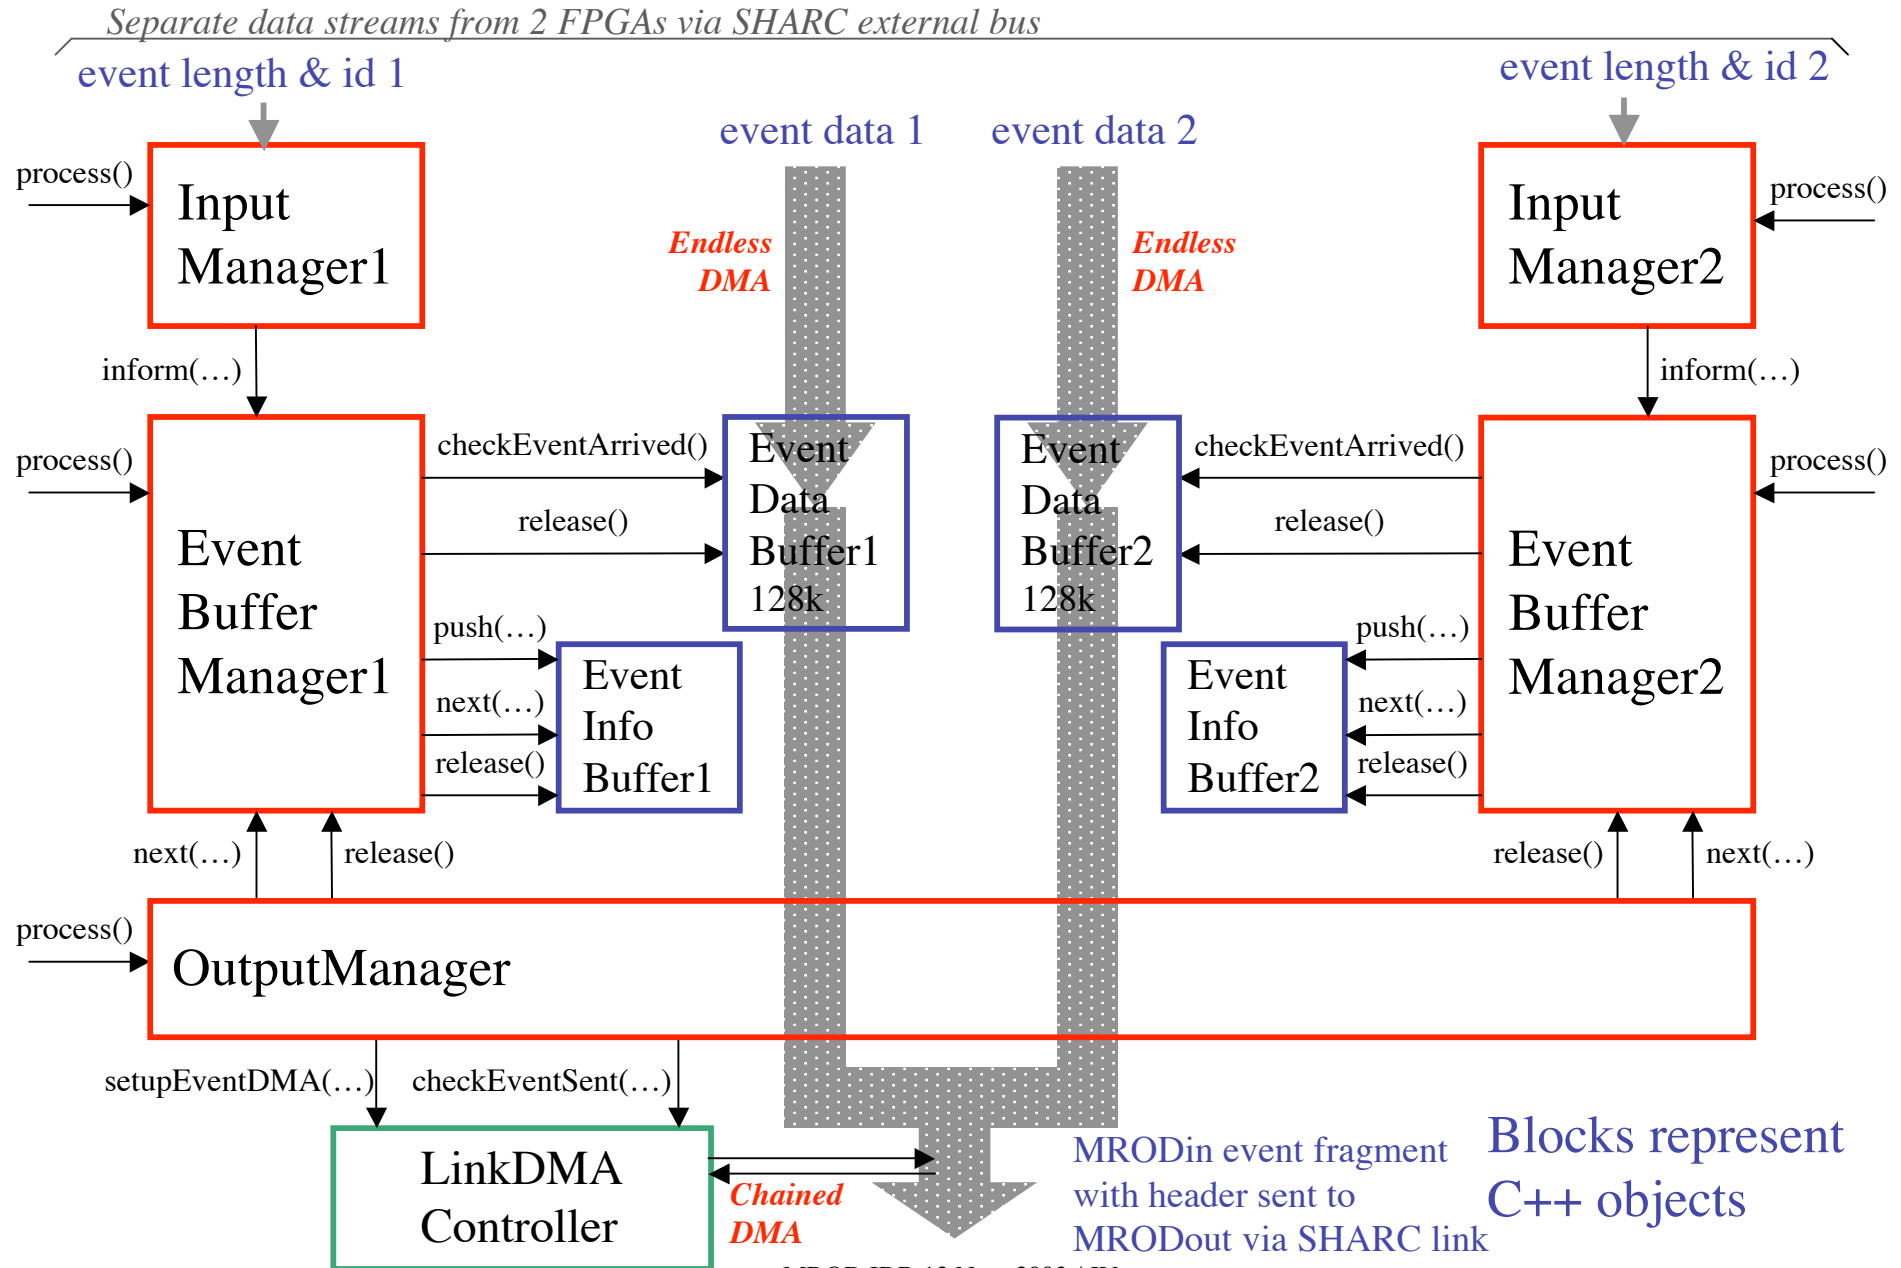 Separate data streams from 2 FPGAs via SHARC external bus
event length & id 1
event length & id 2
event data 1
event data 2
process()
Input
Manager1
Endless
DMA
Endless
DMA
Input
Manager2
process()
inform(…)
inform(…)
process()
Event
Buffer
Manager1
checkEventArrived()
release()
push(…)
next(…)
release()
Event
Data
Buffer1
128k
Event
Info
Buffer1
Event
Data
Buffer2
128k
Event
Info
Buffer2
checkEventArrived()
release()
push(…)
next(…)
release()
Event
Buffer
Manager2
process()
next(…)
release()
release()
next(…)
process()
OutputManager
setupEventDMA(…)
checkEventSent(…)
LinkDMA
Controller
Chained
DMA
MRODin event fragment
with header sent to
MRODout via SHARC link
Blocks represent
C++ objects